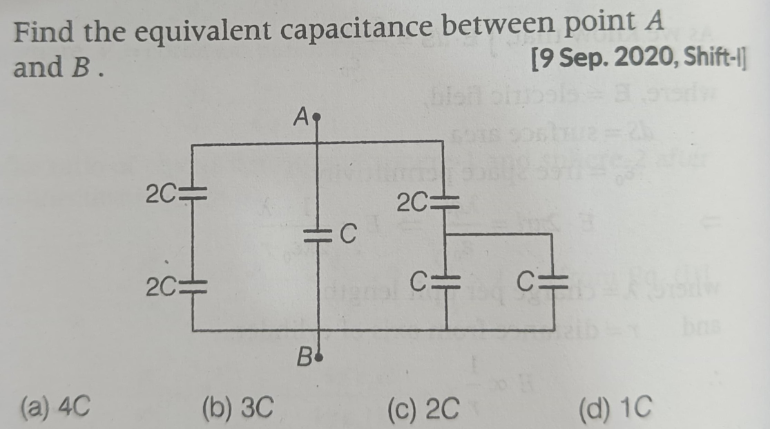 Find the equivalent capacitance between point A
and B.
[9 Sep. 2020, Shift-I]
A
2C
2C
C
2C
C
C
B
(a) 4C (b) 3C (c) 2C (d) 1C